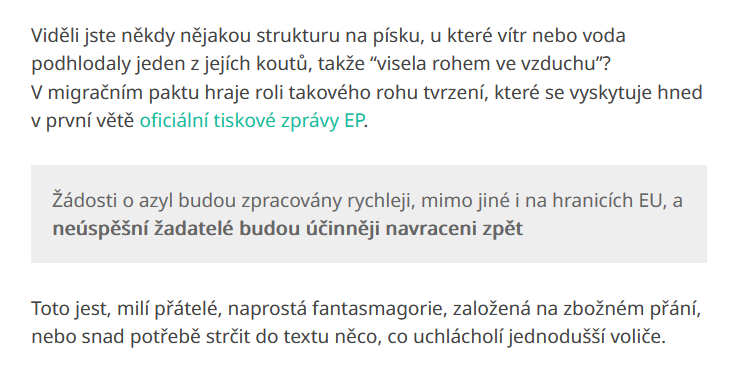 Viděli jste někdy nějakou strukturu na písku, u které vítr nebo voda
podhlodaly jeden z jejích koutů, takže “visela rohem ve vzduchu”?
V migračním paktu hraje roli takového rohu tvrzení, které se vyskytuje hned
v první větě oficiální tiskové zprávy EP.
Žádosti o azyl budou zpracovány rychleji, mimo jiné i na hranicích EU, a
neúspěšní žadatelé budou účinněji navraceni zpět
Toto jest, milí přátelé, naprostá fantasmagorie, založená na zbožném přání,
nebo snad potřebě strčit do textu něco, co uchlácholí jednodušší voliče.